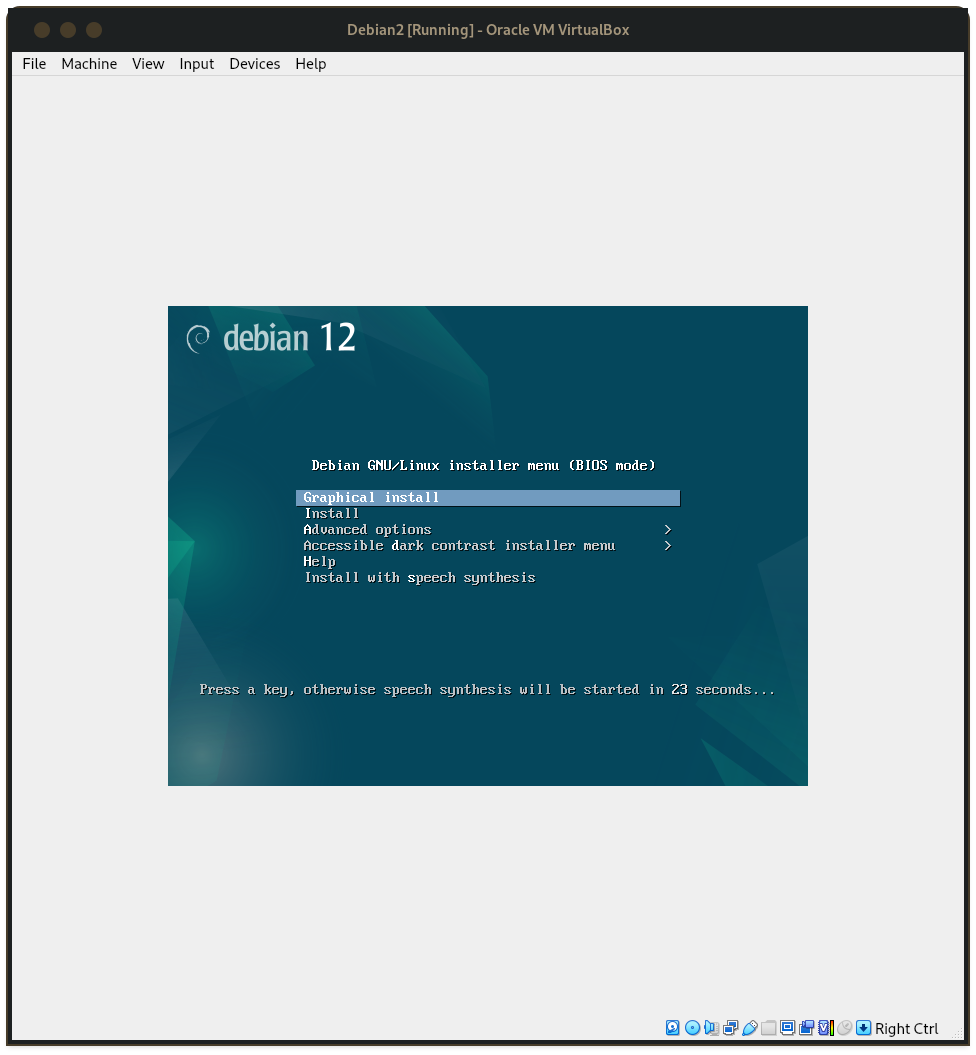 Debian2 [Running] - Oracle VM VirtualBox
File Machine View Input Devices Help
debian 12
Debian GNU/Linux installer menu (BIOS mode)
Graphical install
Install
Advanced options >
Accessible dark contrast installer menu >
Help
Install with speech synthesis
Press a key, otherwise speech synthesis will be started in 23 seconds...
Right Ctrl